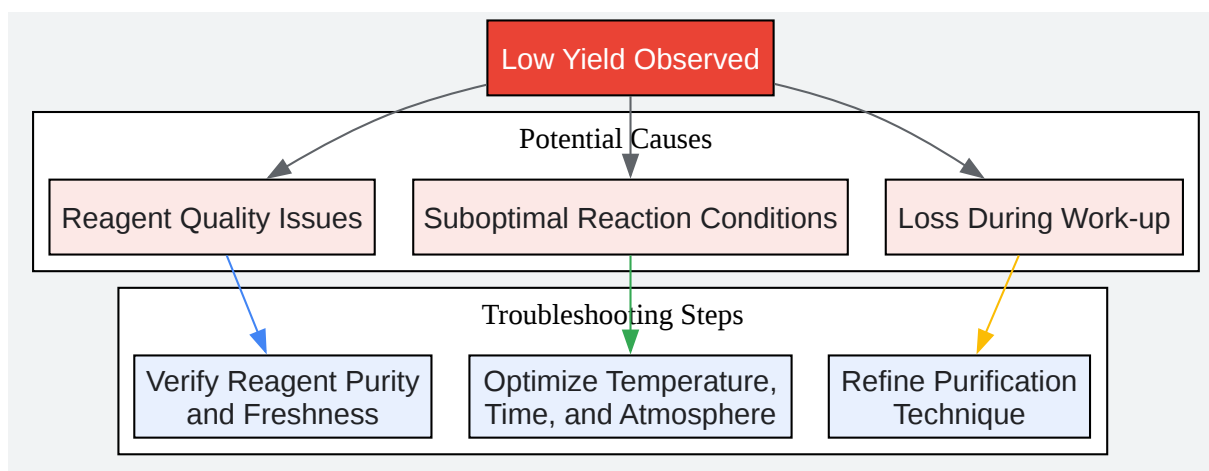 Low Yield Observed
Potential Causes
Reagent Quality Issues
Suboptimal Reaction Conditions
Loss During Work-up
Troubleshooting Steps
Verify Reagent Purity
and Freshness
Optimize Temperature,
Time, and Atmosphere
Refine Purification
Technique